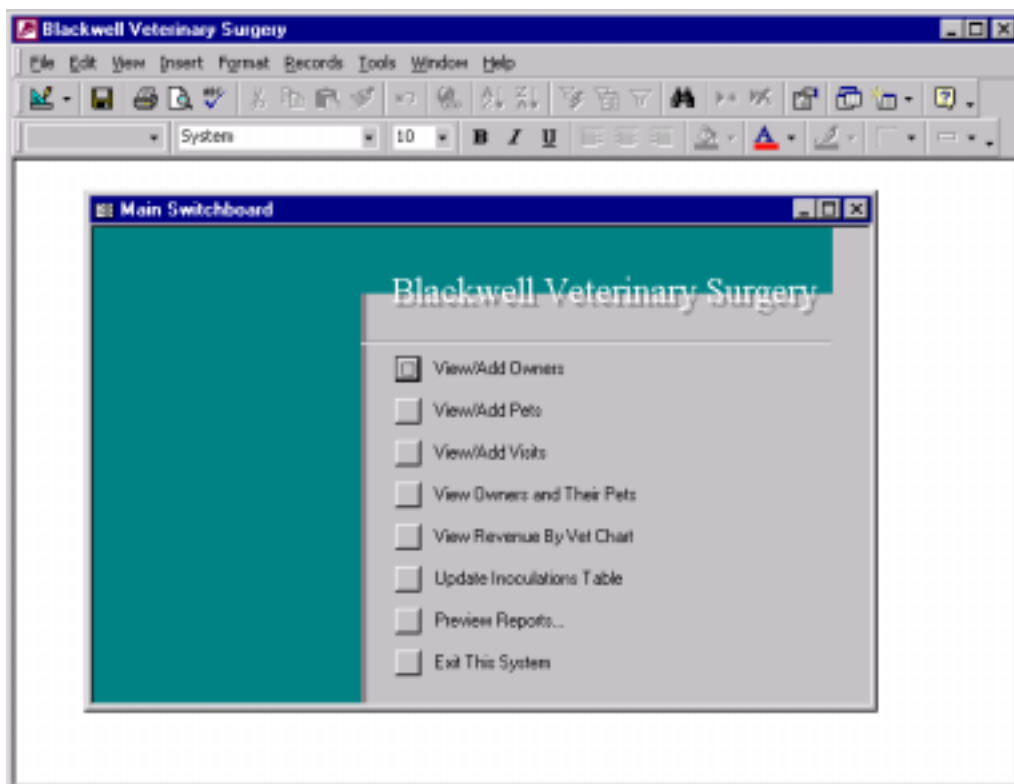 Blackwell Veterinary Surgery
File Edit View Insert Format Records Tools Window Help
System 10 B I U A
Main Switchboard
Blackwell Veterinary Surgery
View/Add Owners
View/Add Pets
View/Add Visits
View Owners and Their Pets
View Revenue By Vet Chart
Update Inoculations Table
Preview Reports...
Exit This System